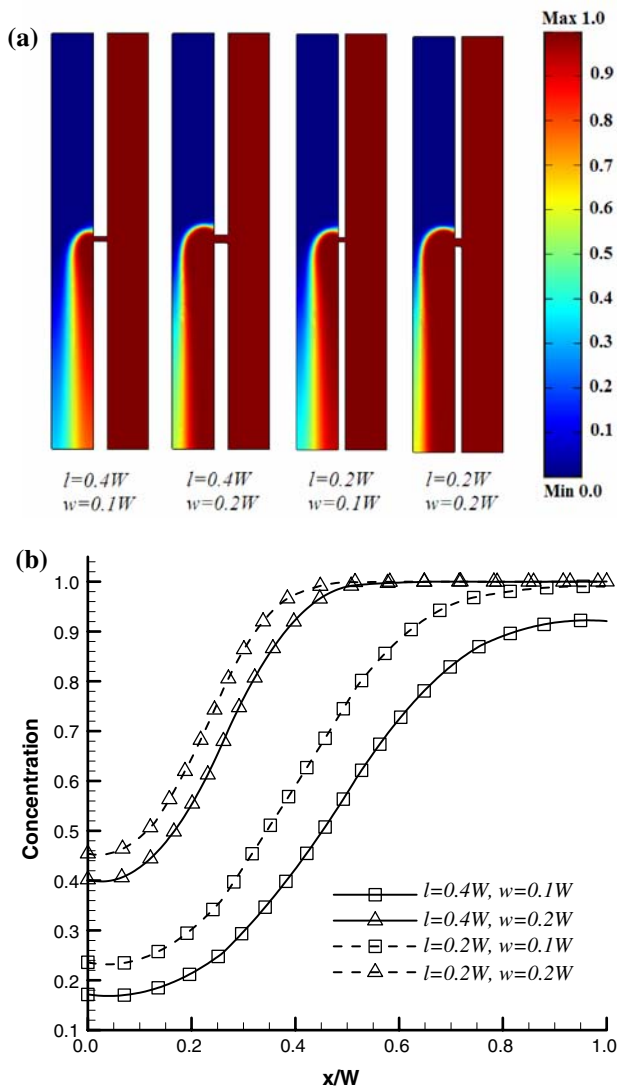 (a)
Max 1.0
0.9
0.8
0.7
0.6
0.5
0.4
0.3
0.2
0.1
Min 0.0
l=0.4W
w=0.1W
l=0.4W
w=0.2W
l=0.2W
w=0.1W
l=0.2W
w=0.2W
(b)
1.0
0.9
0.8
0.7
0.6
0.5
0.4
0.3
0.2
0.1
Concentration
l=0.4W, w=0.1W
l=0.4W, w=0.2W
l=0.2W, w=0.1W
l=0.2W, w=0.2W
0.0 0.2 0.4 0.6 0.8 1.0
x/W